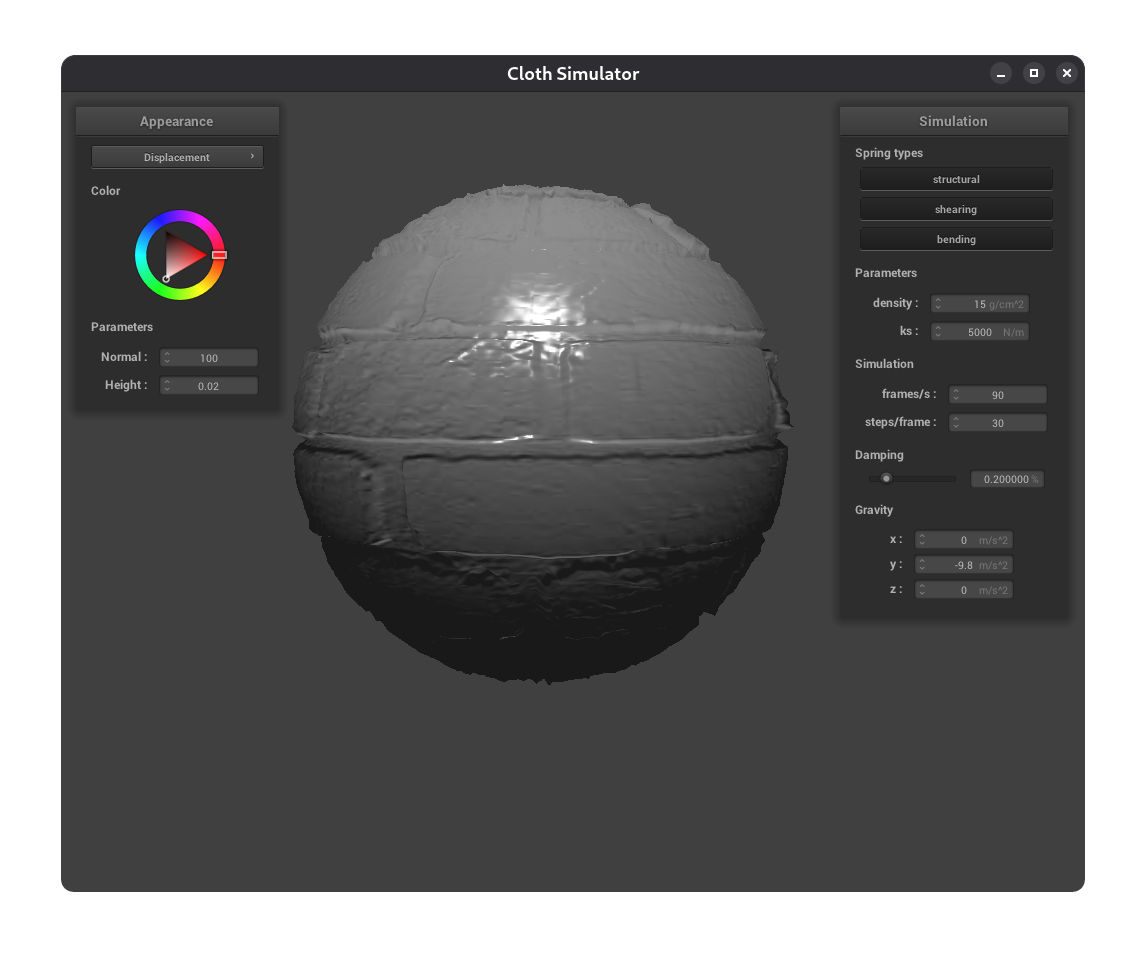 Cloth Simulator
Appearance
Displacement
Color
Parameters
Normal : 100
Height : 0.02
Simulation
Spring types
structural
shearing
bending
Parameters
density : 15 g/cm^2
ks : 5000 N/m
Simulation
frames/s : 90
steps/frame : 30
Damping
0.200000 %
Gravity
x : 0 m/s^2
y : -9.8 m/s^2
z : 0 m/s^2